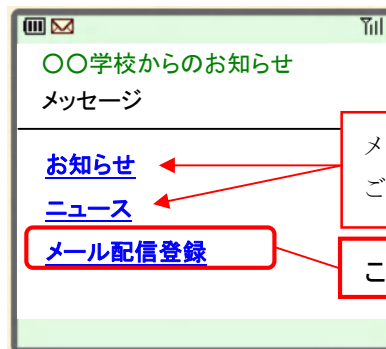 〇〇学校からのお知らせ
メッセージ
お知らせ
ニュース
メール配信登録
メ
ご
こ